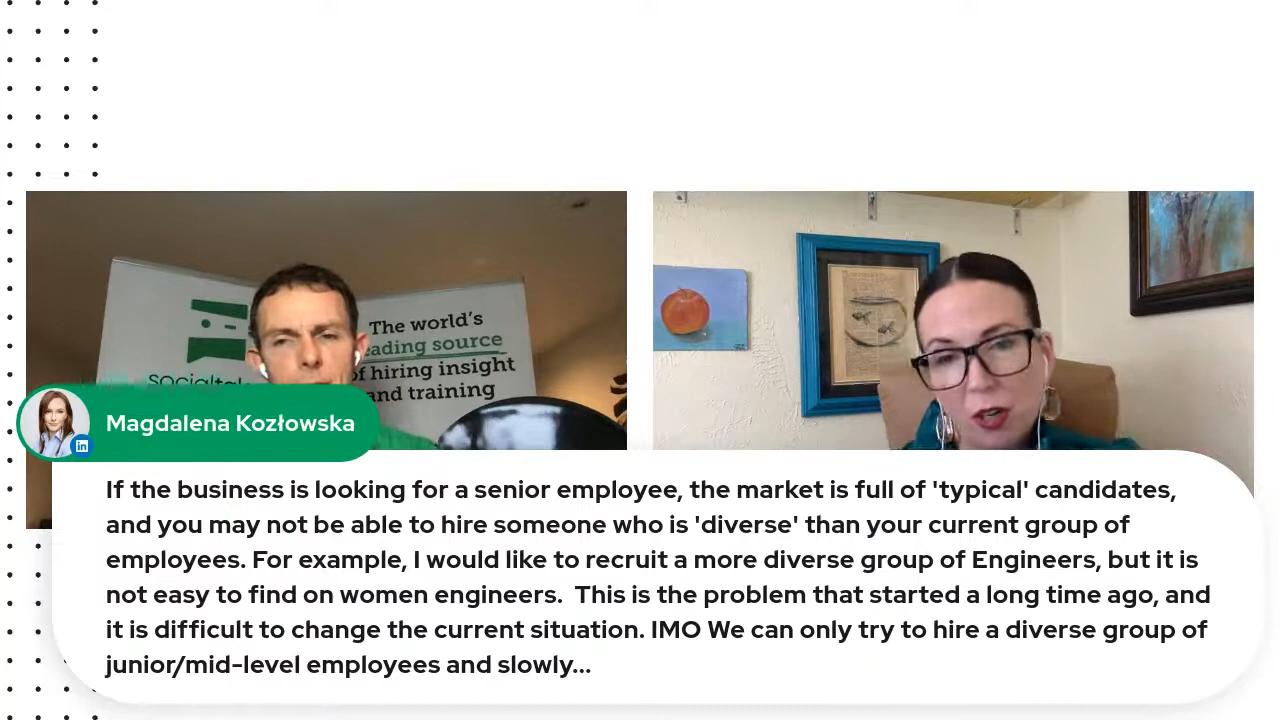 The world's
leading source
of hiring insight
and training
socialtale
Magdalena Kozłowska
in
If the business is looking for a senior employee, the market is full of 'typical' candidates,
and you may not be able to hire someone who is 'diverse' than your current group of
employees. For example, I would like to recruit a more diverse group of Engineers, but it is
not easy to find on women engineers.  This is the problem that started a long time ago, and
it is difficult to change the current situation. IMO We can only try to hire a diverse group of
junior/mid-level employees and slowly...